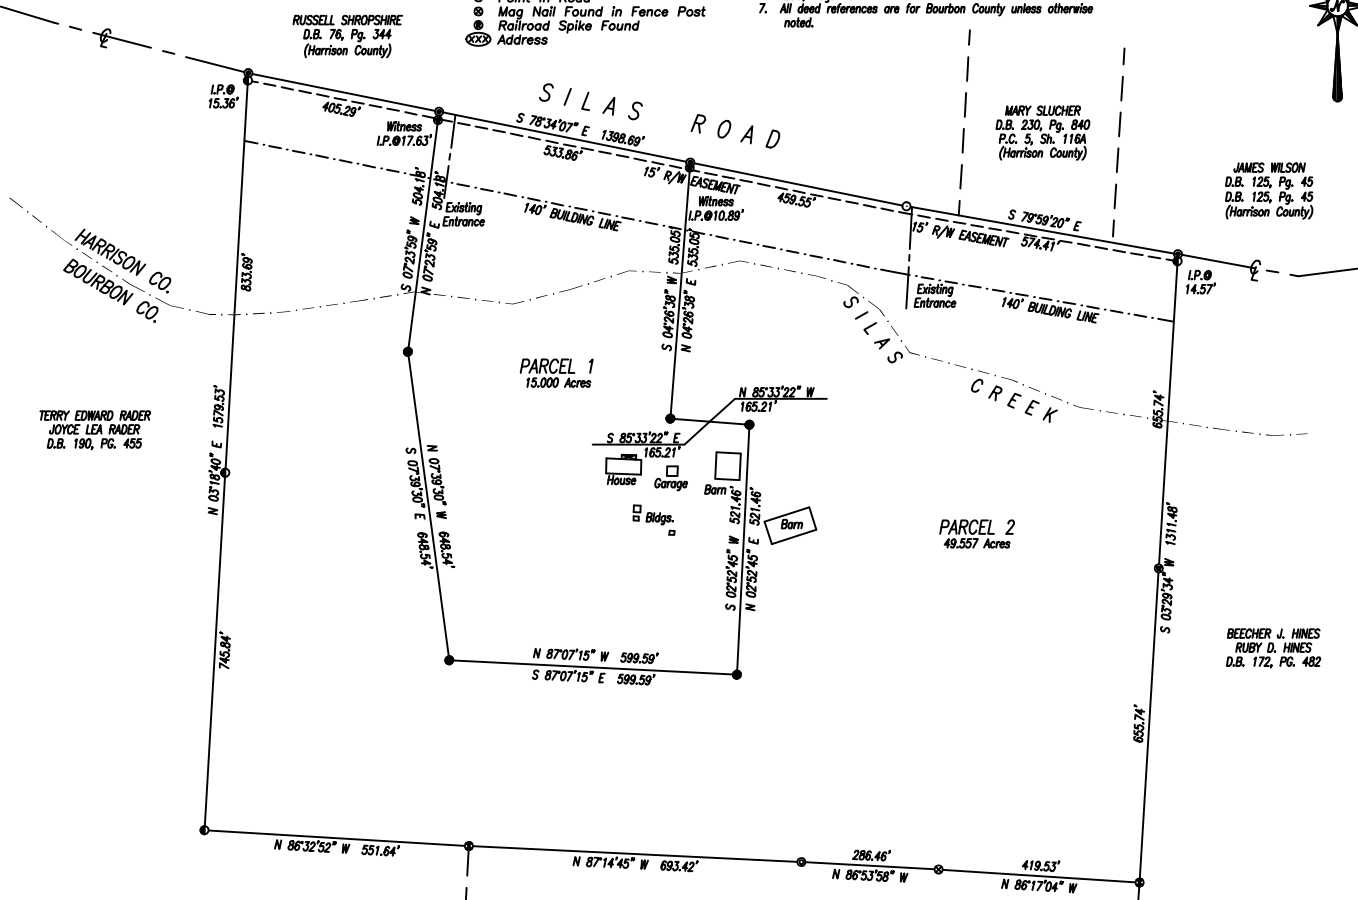 Point in Road
Mag Nail Found in Fence Post
Railroad Spike Found
XXX Address
7. All deed references are for Bourbon County unless otherwise
noted.
N
RUSSELL SHROPSHIRE
D.B. 76, Pg. 344
(Harrison County)
I.P.@
15.36'
405.29'
Witness
I.P.@17.63'
SILAS ROAD
S 78°34'07" E 1398.69'
533.86'
15' R/W EASEMENT
Witness
I.P.@10.89'
459.55'
MARY SLUCHER
D.B. 230, Pg. 840
P.C. 5, Sh. 116A
(Harrison County)
JAMES WILSON
D.B. 125, Pg. 45
D.B. 125, Pg. 45
(Harrison County)
S 79°59'20" E
15' R/W EASEMENT 574.41'
I.P.@
14.57'
Existing
Entrance
140' BUILDING LINE
Existing
Entrance
140' BUILDING LINE
HARRISON CO.
BOURBON CO.
833.69'
S 07°23'59" W 504.18'
N 07°23'59" E 504.18'
S 04°26'38" W 535.05'
N 04°26'38" E 535.05'
SILAS
CREEK
PARCEL 1
15.000 Acres
N 85°33'22" W
165.21'
S 85°33'22" E
165.21'
House
Garage
Barn
Bldgs.
Barn
TERRY EDWARD RADER
JOYCE LEA RADER
D.B. 190, PG. 455
N 03°18'40" E 1579.53'
S 07°39'30" E 648.54'
N 07°39'30" W 648.54'
S 02°52'45" W 521.46'
N 02°52'45" E 521.46'
PARCEL 2
49.557 Acres
655.74'
S 03°29'34" W 1311.48'
655.74'
BEECHER J. HINES
RUBY D. HINES
D.B. 172, PG. 482
745.84'
N 87°07'15" W 599.59'
S 87°07'15" E 599.59'
N 86°32'52" W 551.64'
N 87°14'45" W 693.42'
286.46'
N 86°53'58" W
419.53'
N 86°17'04" W